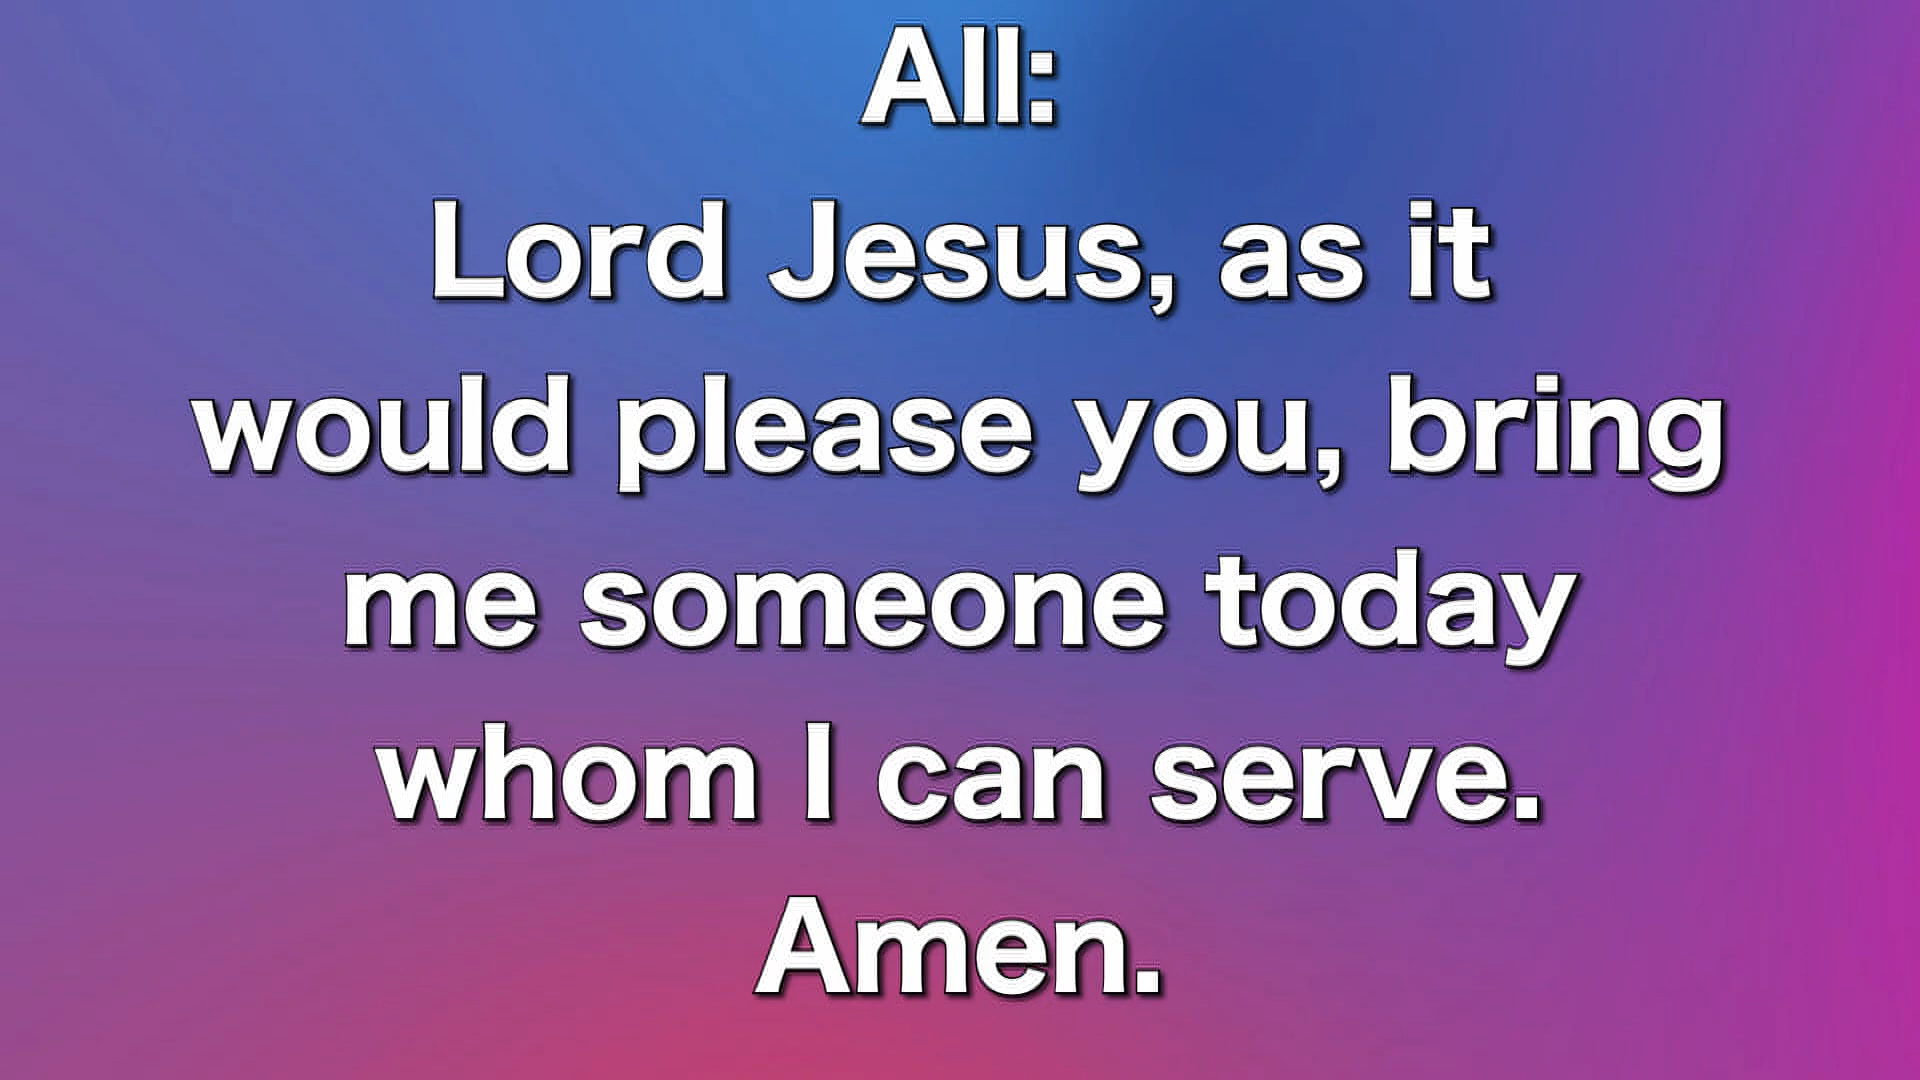 All:
Lord Jesus, as it
would please you, bring
me someone today
whom I can serve.
Amen.